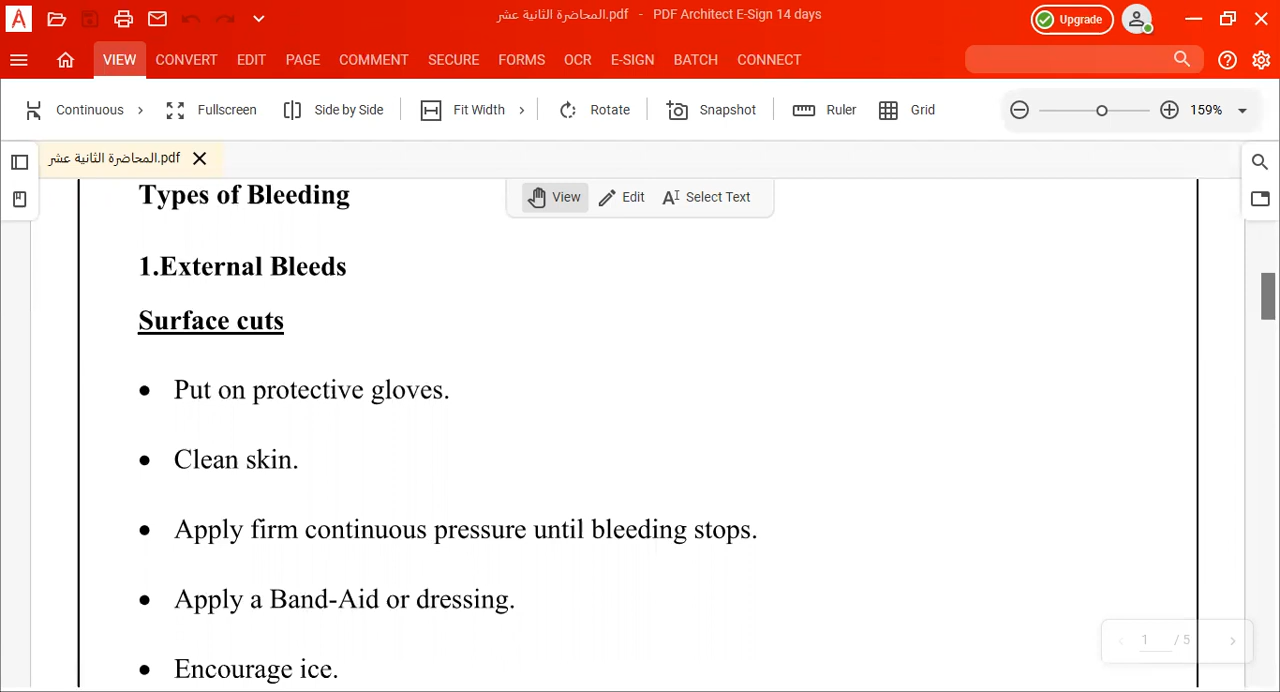 المحاضرة الثانية عشر.pdf - PDF Architect E-Sign 14 days
Upgrade
VIEW CONVERT EDIT PAGE COMMENT SECURE FORMS OCR E-SIGN BATCH CONNECT
Continuous Fullscreen Side by Side Fit Width Rotate Snapshot Ruler Grid 159%
المحاضرة الثانية عشر.pdf
View Edit Select Text
Types of Bleeding
1.External Bleeds
Surface cuts
• Put on protective gloves.
• Clean skin.
• Apply firm continuous pressure until bleeding stops.
• Apply a Band-Aid or dressing.
• Encourage ice.
1 / 5